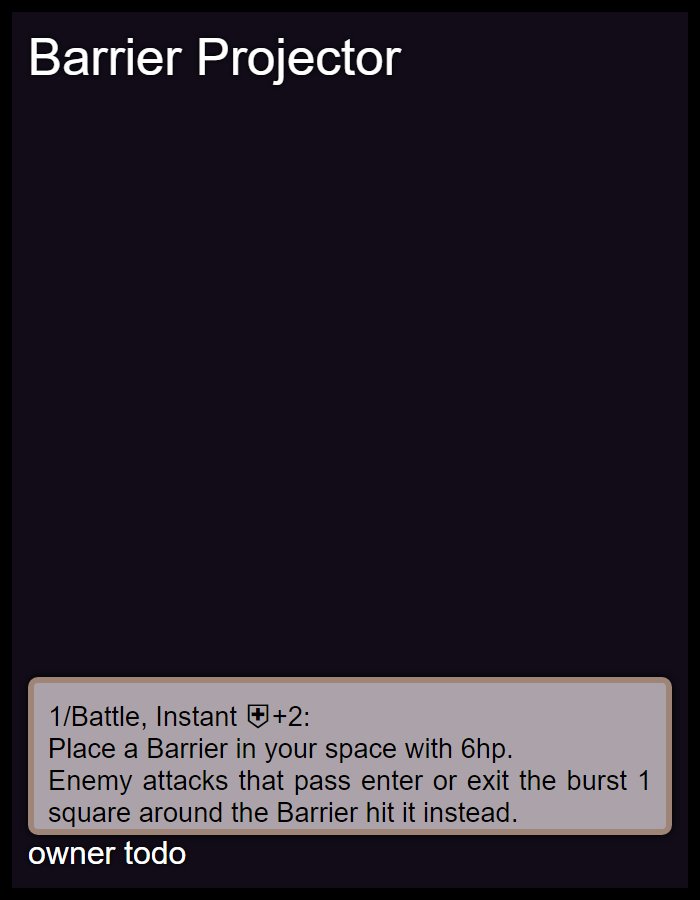 Barrier Projector
1/Battle, Instant ⛨+2:
Place a Barrier in your space with 6hp.
Enemy attacks that pass enter or exit the burst 1
square around the Barrier hit it instead.
owner todo